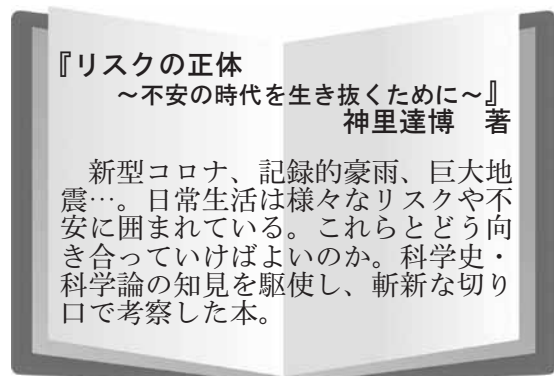 『リスクの正体
～不安の時代を生き抜くために～』
神里達博　著
新型コロナ、記録的豪雨、巨大地
震…。日常生活は様々なリスクや不
安に囲まれている。これらとどう向
き合っていけばよいのか。科学史・
科学論の知見を駆使し、斬新な切り
口で考察した本。